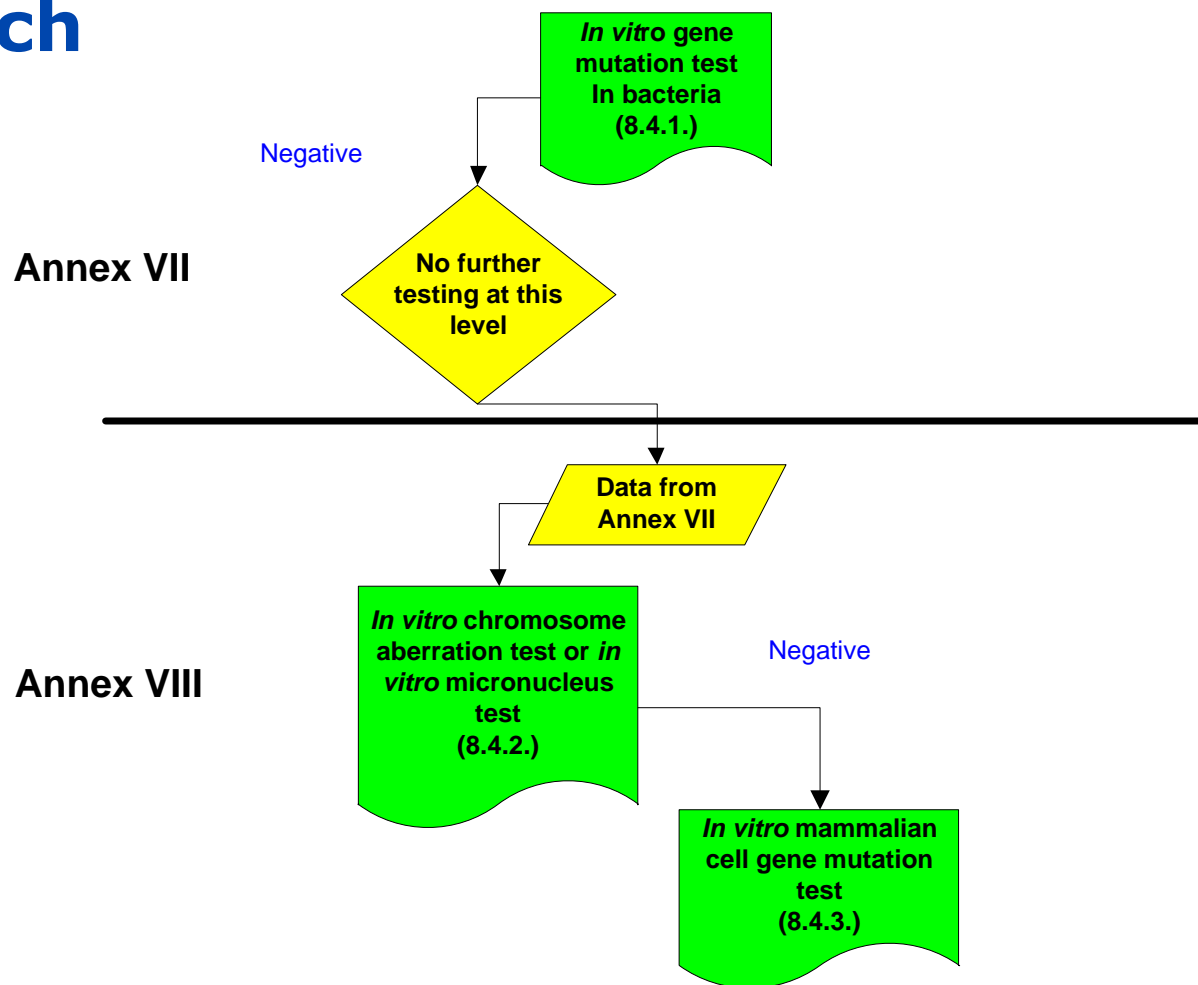 ch
In vitro gene
mutation test
In bacteria
(8.4.1.)
Negative
Annex VII
No further
testing at this
level
Data from
Annex VII
In vitro chromosome
aberration test or in
vitro micronucleus
test
(8.4.2.)
Negative
Annex VIII
In vitro mammalian
cell gene mutation
test
(8.4.3.)